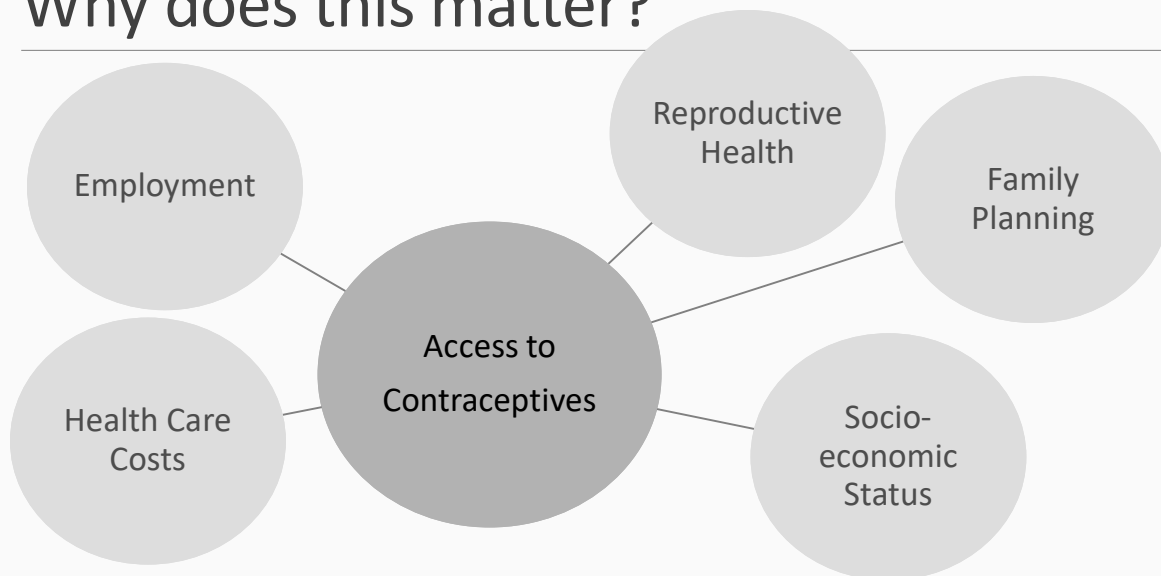 Why does this matter?
Employment
Reproductive
Health
Family
Planning
Access to
Contraceptives
Health Care
Costs
Socio-
economic
Status